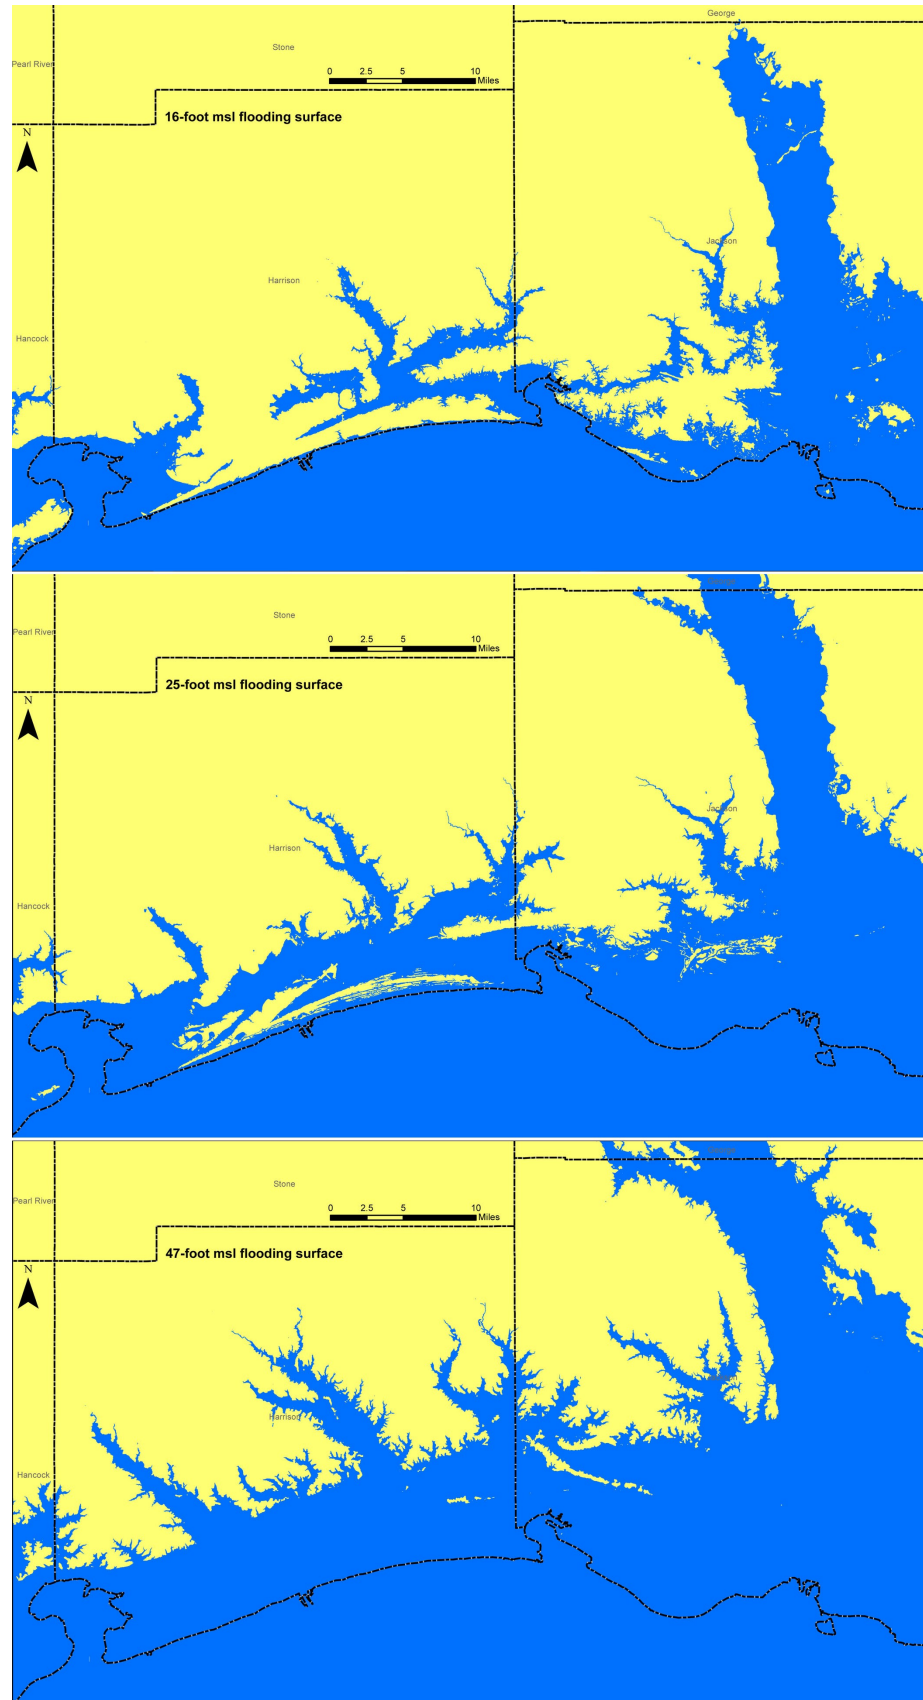 George
Stone
Pearl River
0 2.5 5 10
Miles
16-foot msl flooding surface
N
Jackson
Harrison
Hancock
Stone
Pearl River
0 2.5 5 10
Miles
25-foot msl flooding surface
N
Jackson
Harrison
Hancock
Stone
Pearl River
0 2.5 5 10
Miles
47-foot msl flooding surface
N
Harrison
Hancock